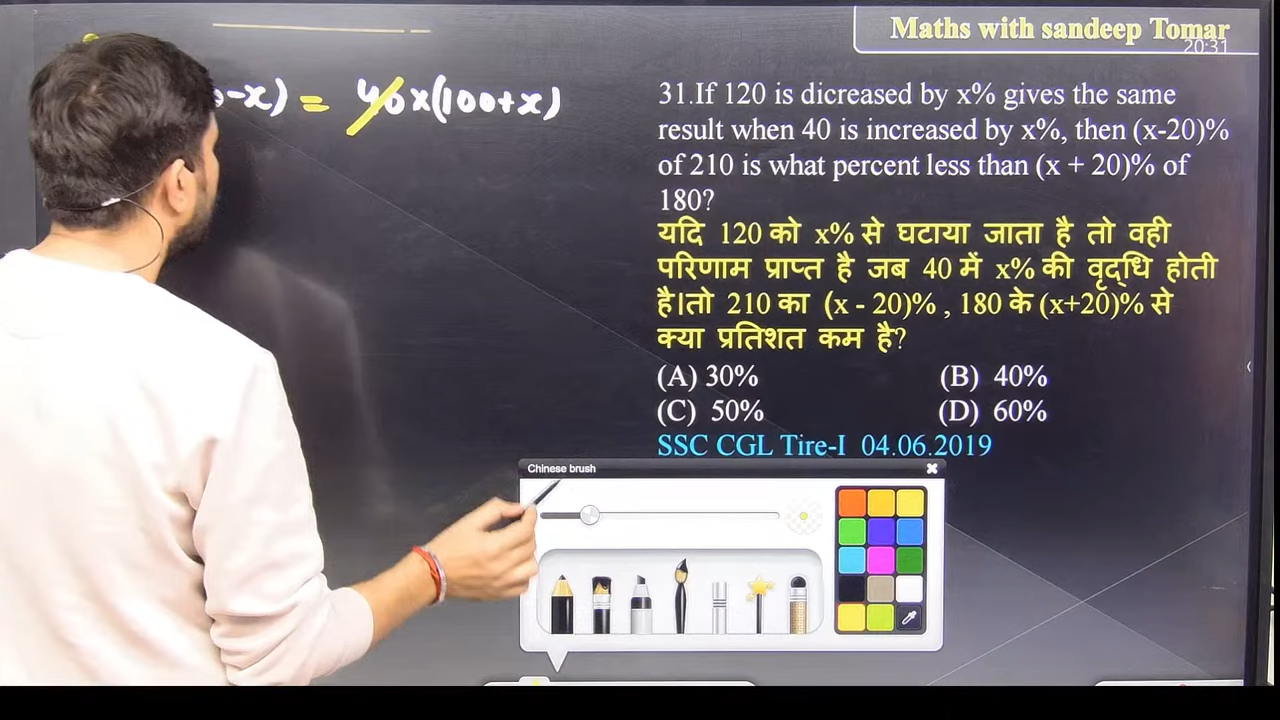 Maths with sandeep Tomar
20:31
-x) = 40x(100+x)
31.If 120 is dicreased by x% gives the same
result when 40 is increased by x%, then (x-20)%
of 210 is what percent less than (x + 20)% of
180?
यदि 120 को x% से घटाया जाता है तो वही
परिणाम प्राप्त है जब 40 में x% की वृद्धि होती
है।तो 210 का (x - 20)% , 180 के (x+20)% से
क्या प्रतिशत कम है?
(A) 30% (B) 40%
(C) 50% (D) 60%
SSC CGL Tire-I 04.06.2019
Chinese brush